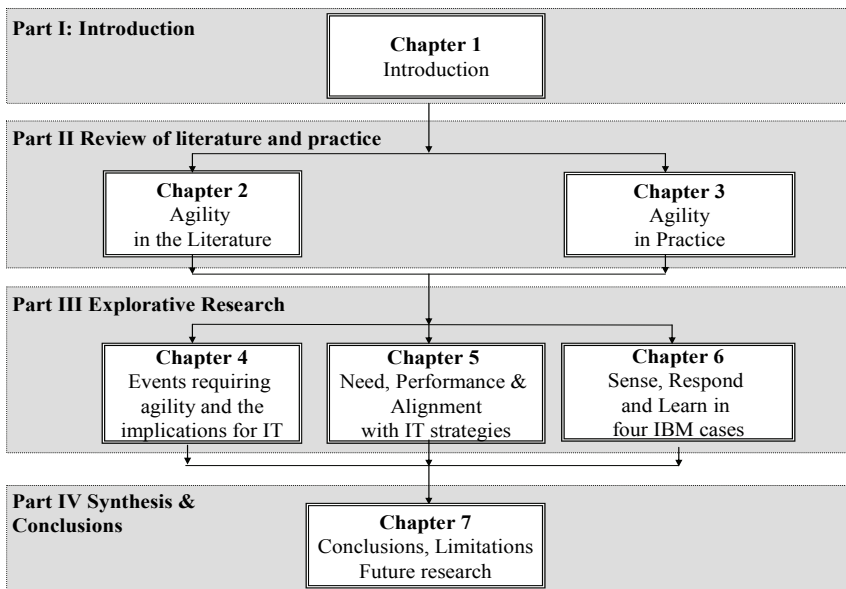 Part I: Introduction
Chapter 1
Introduction
Part II Review of literature and practice
Chapter 2
Agility
in the Literature
Chapter 3
Agility
in Practice
Part III Explorative Research
Chapter 4
Events requiring
agility and the
implications for IT
Chapter 5
Need, Performance &
Alignment
with IT strategies
Chapter 6
Sense, Respond
and Learn in
four IBM cases
Part IV Synthesis &
Conclusions
Chapter 7
Conclusions, Limitations
Future research